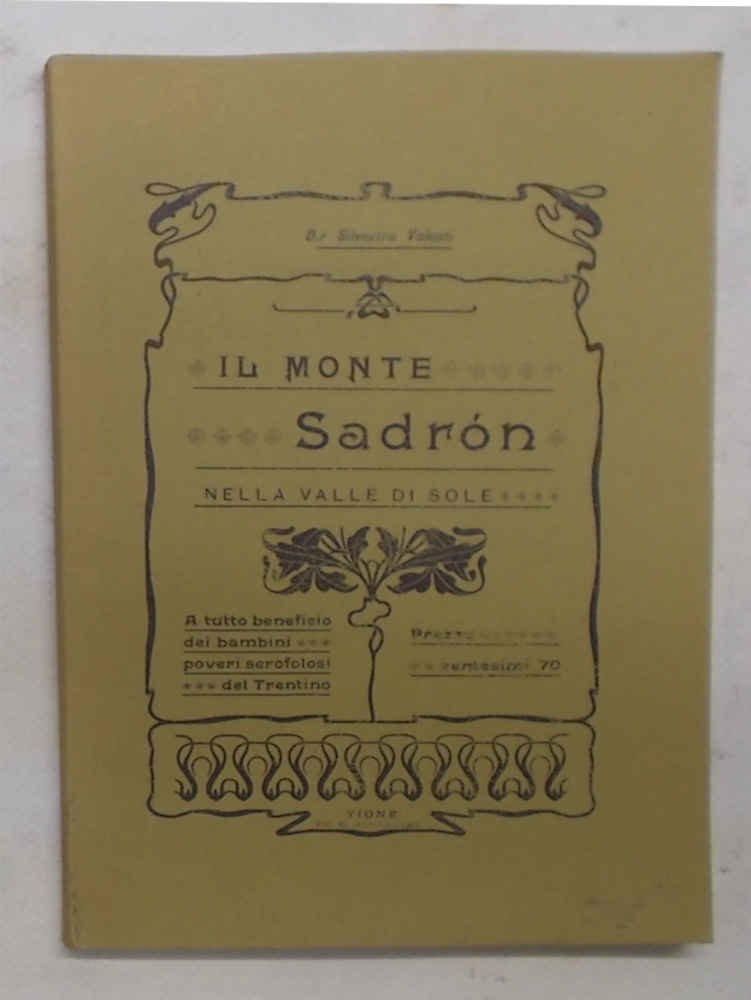 D.r Silvestro Valenti
IL MONTE
Sadrón
NELLA VALLE DI SOLE
A tutto beneficio
dei bambini
poveri scrofolosi
del Trentino
Prezzo
centesimi 70
TIONE